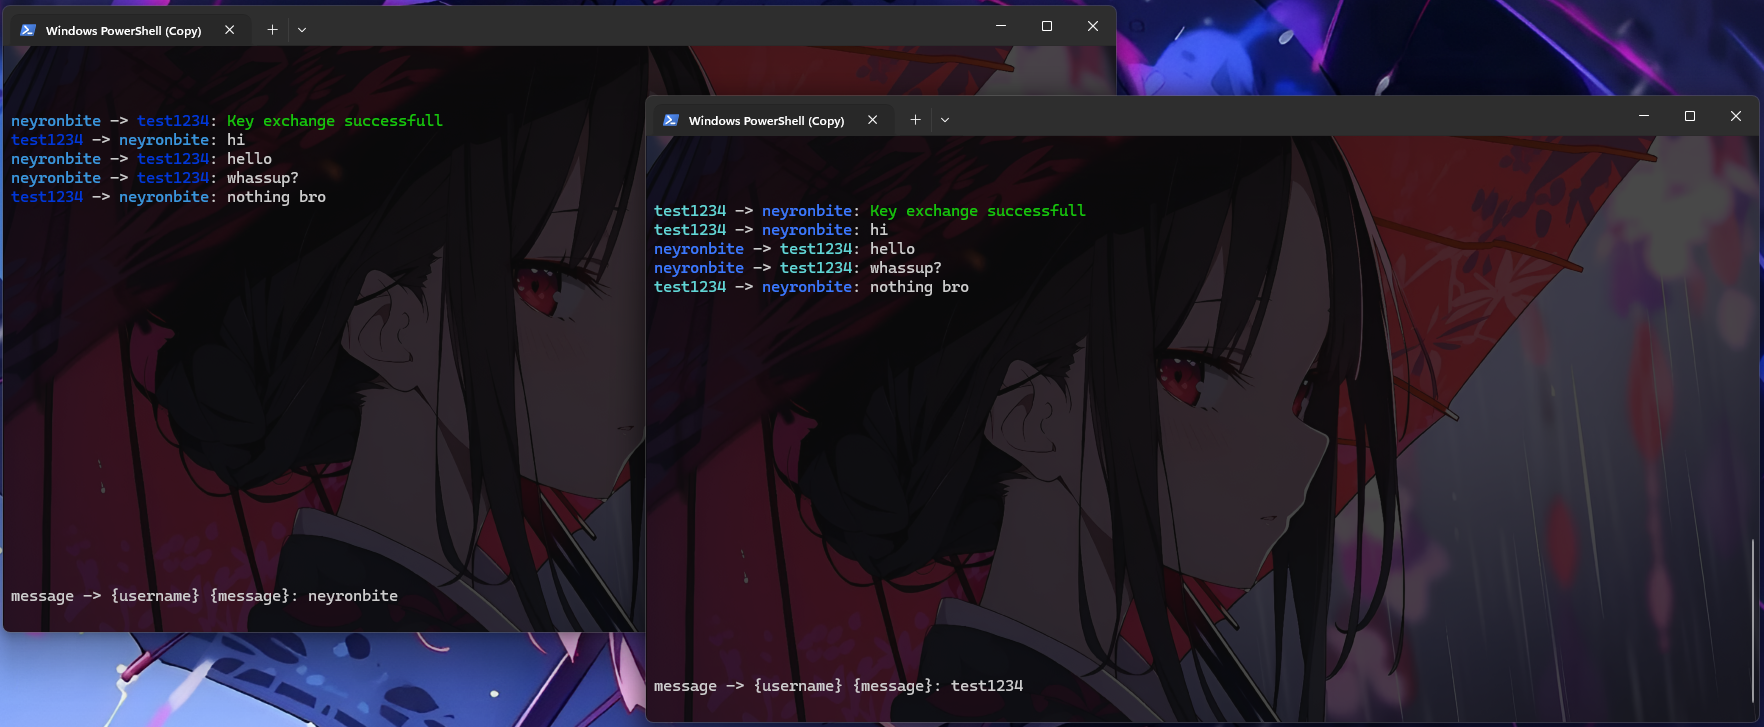 Windows PowerShell (Copy)
neyronbite -> test1234: Key exchange successfull
test1234 -> neyronbite: hi
neyronbite -> test1234: hello
neyronbite -> test1234: whassup?
test1234 -> neyronbite: nothing bro
message -> {username} {message}: neyronbite
Windows PowerShell (Copy)
test1234 -> neyronbite: Key exchange successfull
test1234 -> neyronbite: hi
neyronbite -> test1234: hello
neyronbite -> test1234: whassup?
test1234 -> neyronbite: nothing bro
message -> {username} {message}: test1234